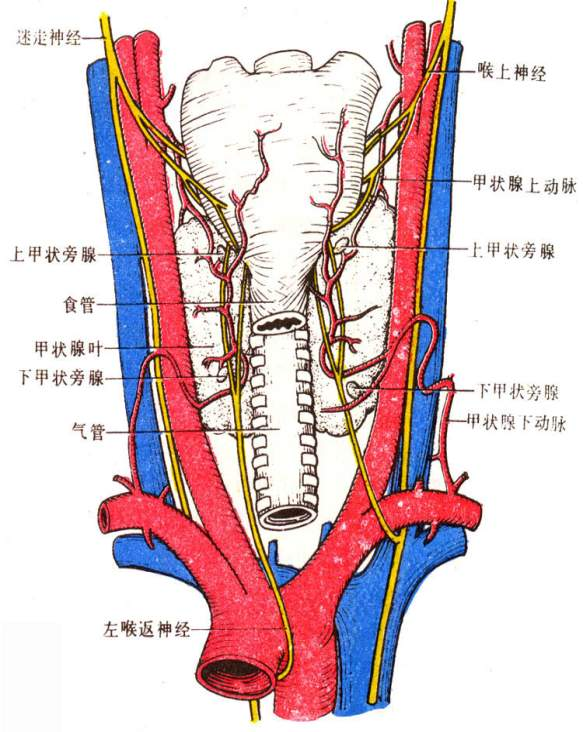 迷走神经
喉上神经
甲状腺上动脉
上甲状旁腺
上甲状旁腺
食管
甲状腺叶
下甲状旁腺
下甲状旁腺
甲状腺下动脉
气管
左喉返神经